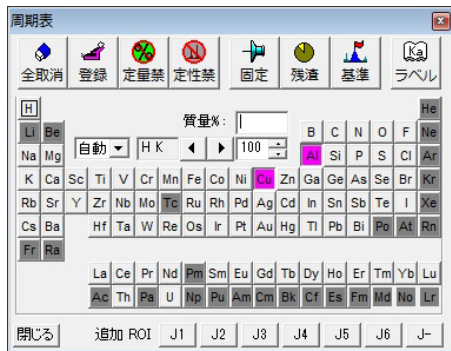 周期表
Ka
全取消 登録 定量禁 定性禁 固定 残渣 基準 ラベル
H He
質量%:
Li Be B C N O F Ne
自動 H K 100
Na Mg Al Si P S Cl Ar
K Ca Sc Ti V Cr Mn Fe Co Ni Cu Zn Ga Ge As Se Br Kr
Rb Sr Y Zr Nb Mo Tc Ru Rh Pd Ag Cd In Sn Sb Te I Xe
Cs Ba Hf Ta W Re Os Ir Pt Au Hg Tl Pb Bi Po At Rn
Fr Ra
La Ce Pr Nd Pm Sm Eu Gd Tb Dy Ho Er Tm Yb Lu
Ac Th Pa U Np Pu Am Cm Bk Cf Es Fm Md No Lr
閉じる 追加 ROI J1 J2 J3 J4 J5 J6 J-